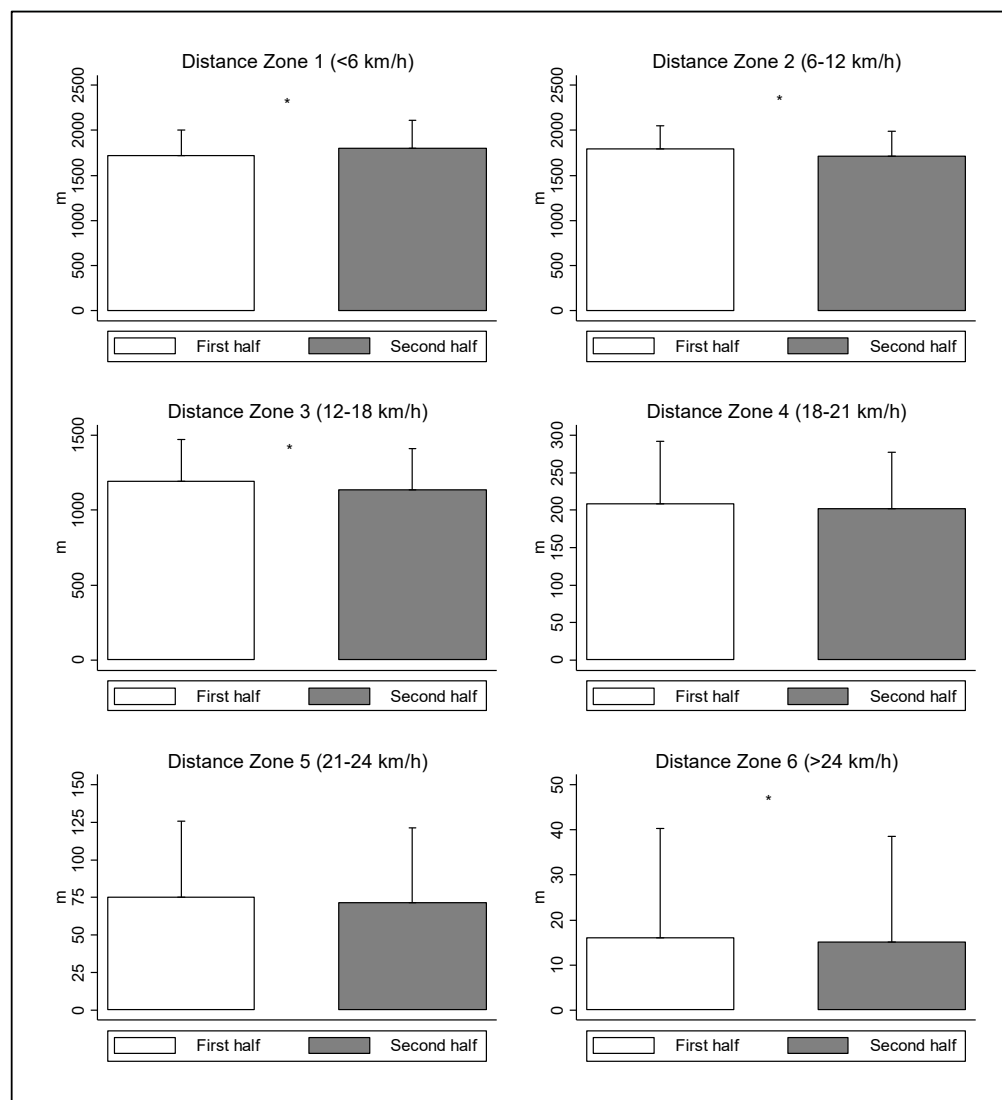 Distance Zone 1 (<6 km/h)
*
2500
2000
1500
1000
500
0
m
First half
Second half
Distance Zone 2 (6-12 km/h)
*
2500
2000
1500
1000
500
0
m
First half
Second half
Distance Zone 3 (12-18 km/h)
*
1500
1000
500
0
m
First half
Second half
Distance Zone 4 (18-21 km/h)
300
250
200
150
100
50
0
m
First half
Second half
Distance Zone 5 (21-24 km/h)
150
125
100
75
50
25
0
m
First half
Second half
Distance Zone 6 (>24 km/h)
*
50
40
30
20
10
0
m
First half
Second half